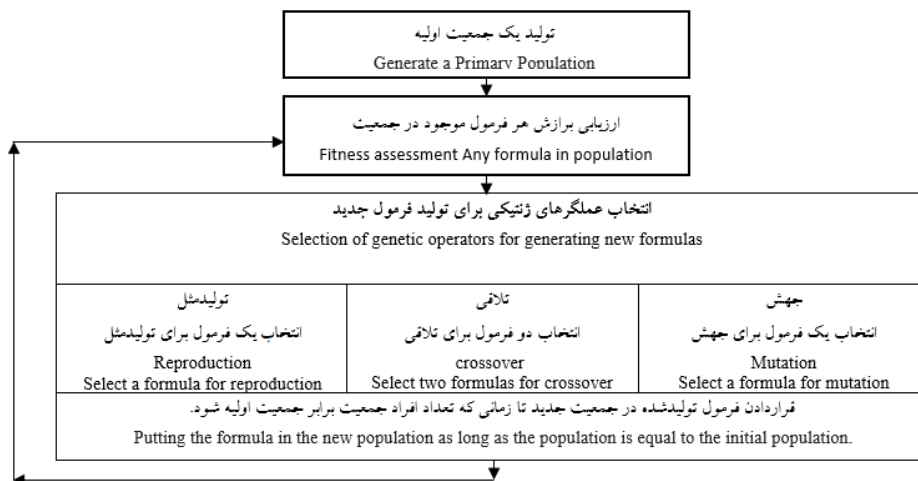 تولید یک جمعیت اولیه
Generate a Primary Population
ارزیابی برازش هر فرمول موجود در جمعیت
Fitness assessment Any formula in population
انتخاب عملگرهای ژنتیکی برای تولید فرمول جدید
Selection of genetic operators for generating new formulas
تولیدمثل
انتخاب یک فرمول برای تولیدمثل
Reproduction
Select a formula for reproduction
تلاقی
انتخاب دو فرمول برای تلاقی
crossover
Select two formulas for crossover
جهش
انتخاب یک فرمول برای جهش
Mutation
Select a formula for mutation
قراردادن فرمول تولیدشده در جمعیت جدید تا زمانی که تعداد افراد جمعیت برابر جمعیت اولیه شود.
Putting the formula in the new population as long as the population is equal to the initial population.